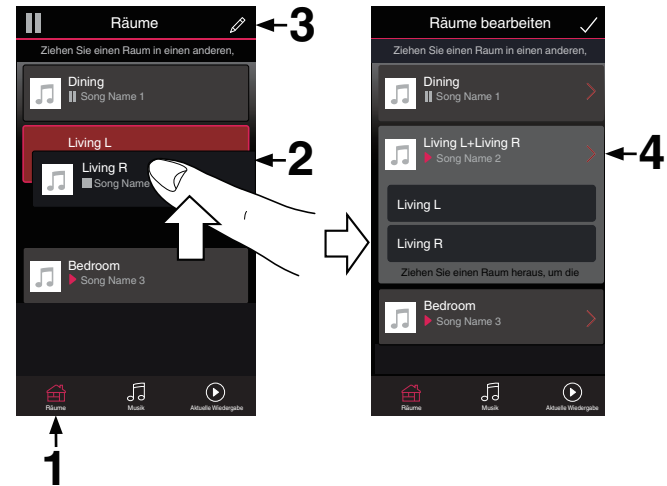 Räume
3
Ziehen Sie einen Raum in einen anderen,
Dining
Song Name 1
Living L
2
Living R
Song Name
Bedroom
Song Name 3
Räume
Musik
Aktuelle Wiedergabe
1
Räume bearbeiten
Ziehen Sie einen Raum in einen anderen,
Dining
Song Name 1
Living L+Living R
4
Song Name 2
Living L
Living R
Ziehen Sie einen Raum heraus, um die
Bedroom
Song Name 3
Räume
Musik
Aktuelle Wiedergabe